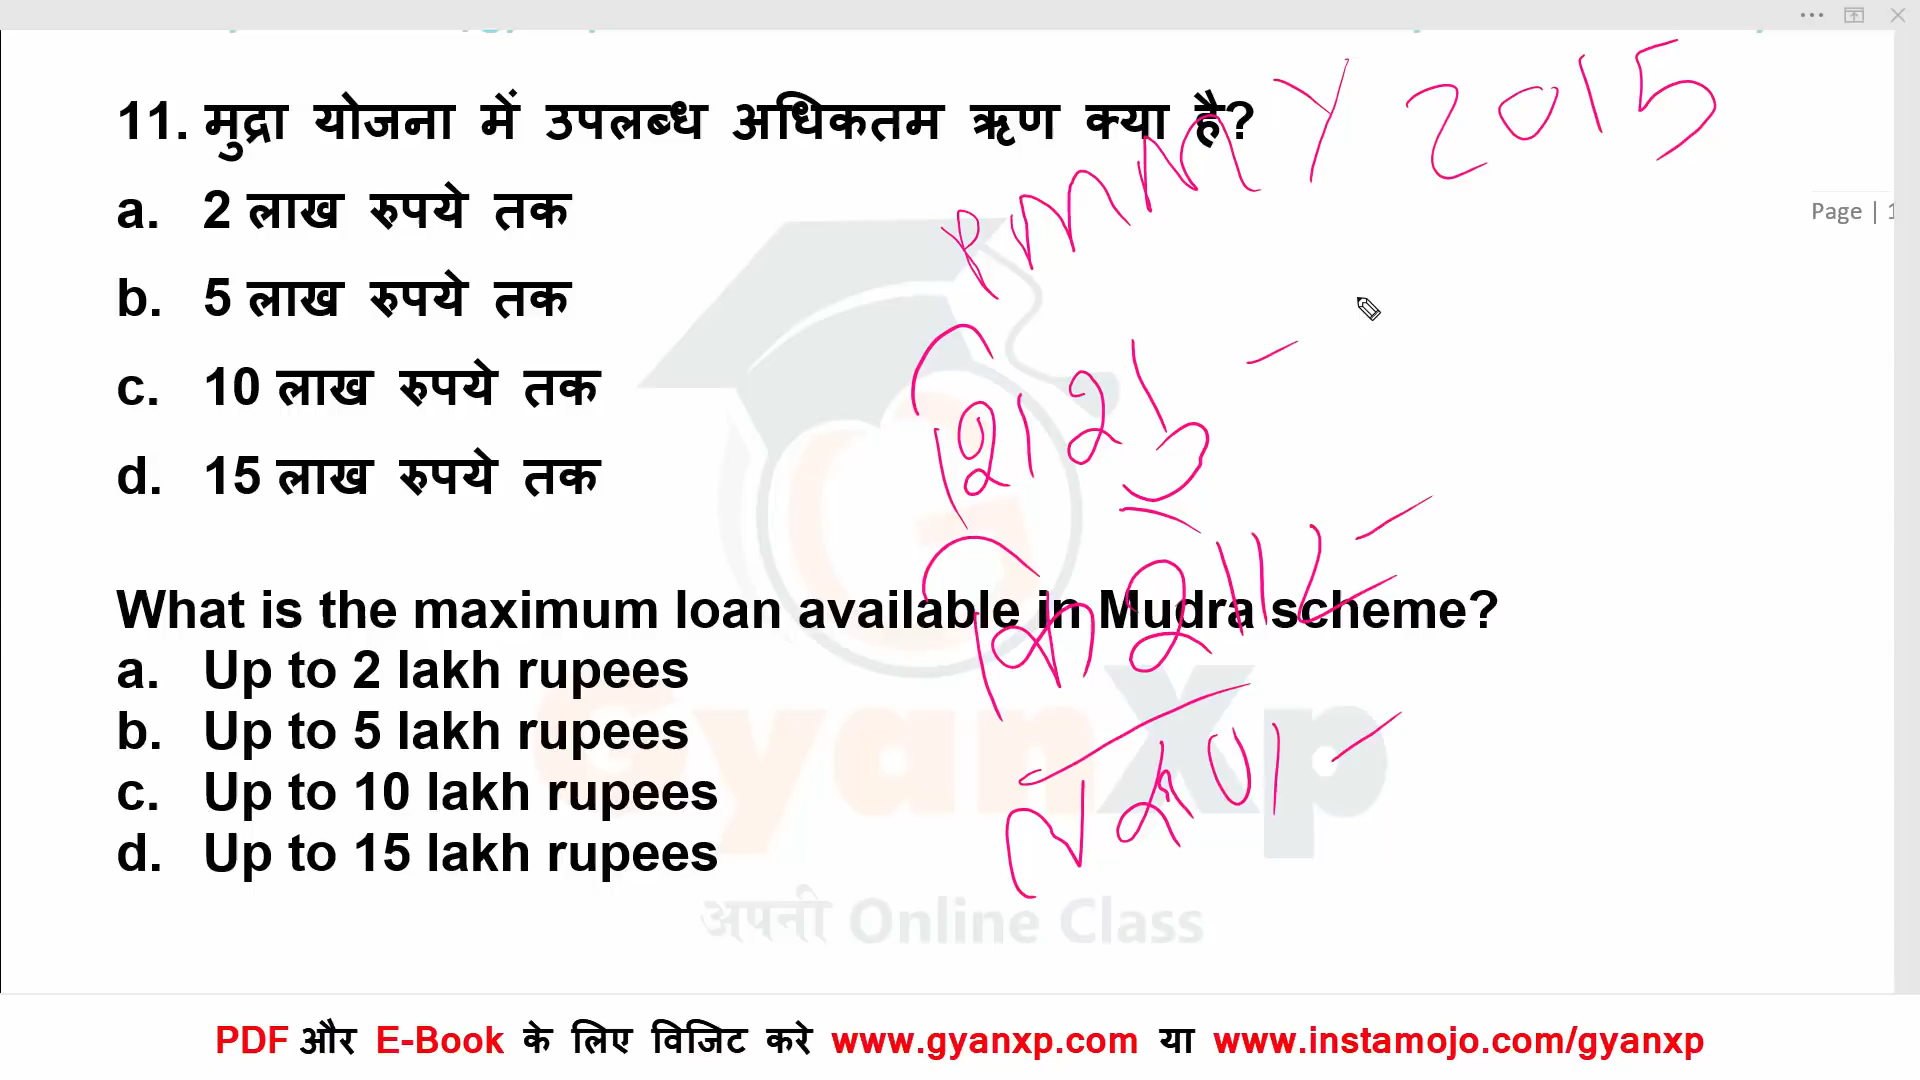 11. मुद्रा योजना में उपलब्ध अधिकतम ऋण क्या है?
PMMY 2015
a. 2 लाख रुपये तक
Page | 1
b. 5 लाख रुपये तक
c. 10 लाख रुपये तक
d. 15 लाख रुपये तक
शिशु -
किशोर -
What is the maximum loan available in Mudra scheme?
a. Up to 2 lakh rupees
b. Up to 5 lakh rupees
c. Up to 10 lakh rupees
d. Up to 15 lakh rupees
तरुण -
GyanXp
अपनी Online Class
PDF और E-Book के लिए विजिट करे www.gyanxp.com या www.instamojo.com/gyanxp